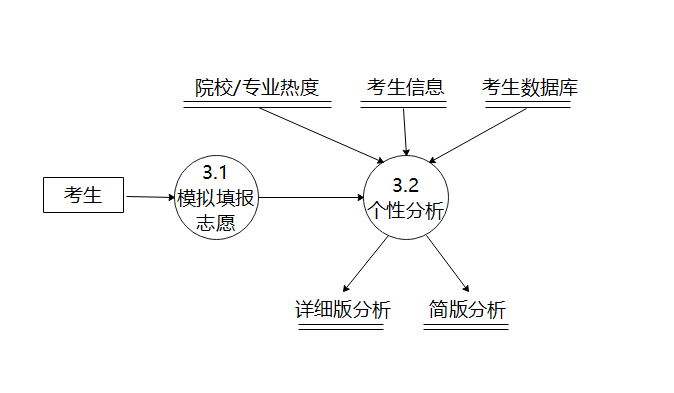 院校/专业热度
考生信息
考生数据库
考生
3.1
模拟填报
志愿
3.2
个性分析
详细版分析
简版分析